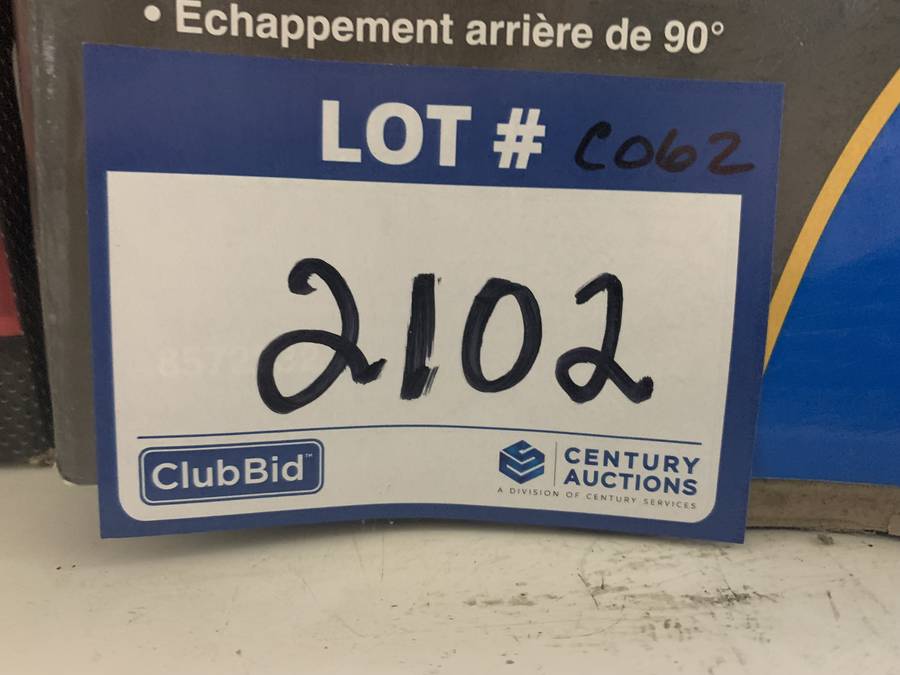 • Échappement arrière de 90°
LOT # C062
2102
ClubBid™
CENTURY
AUCTIONS
A DIVISION OF CENTURY SERVICES